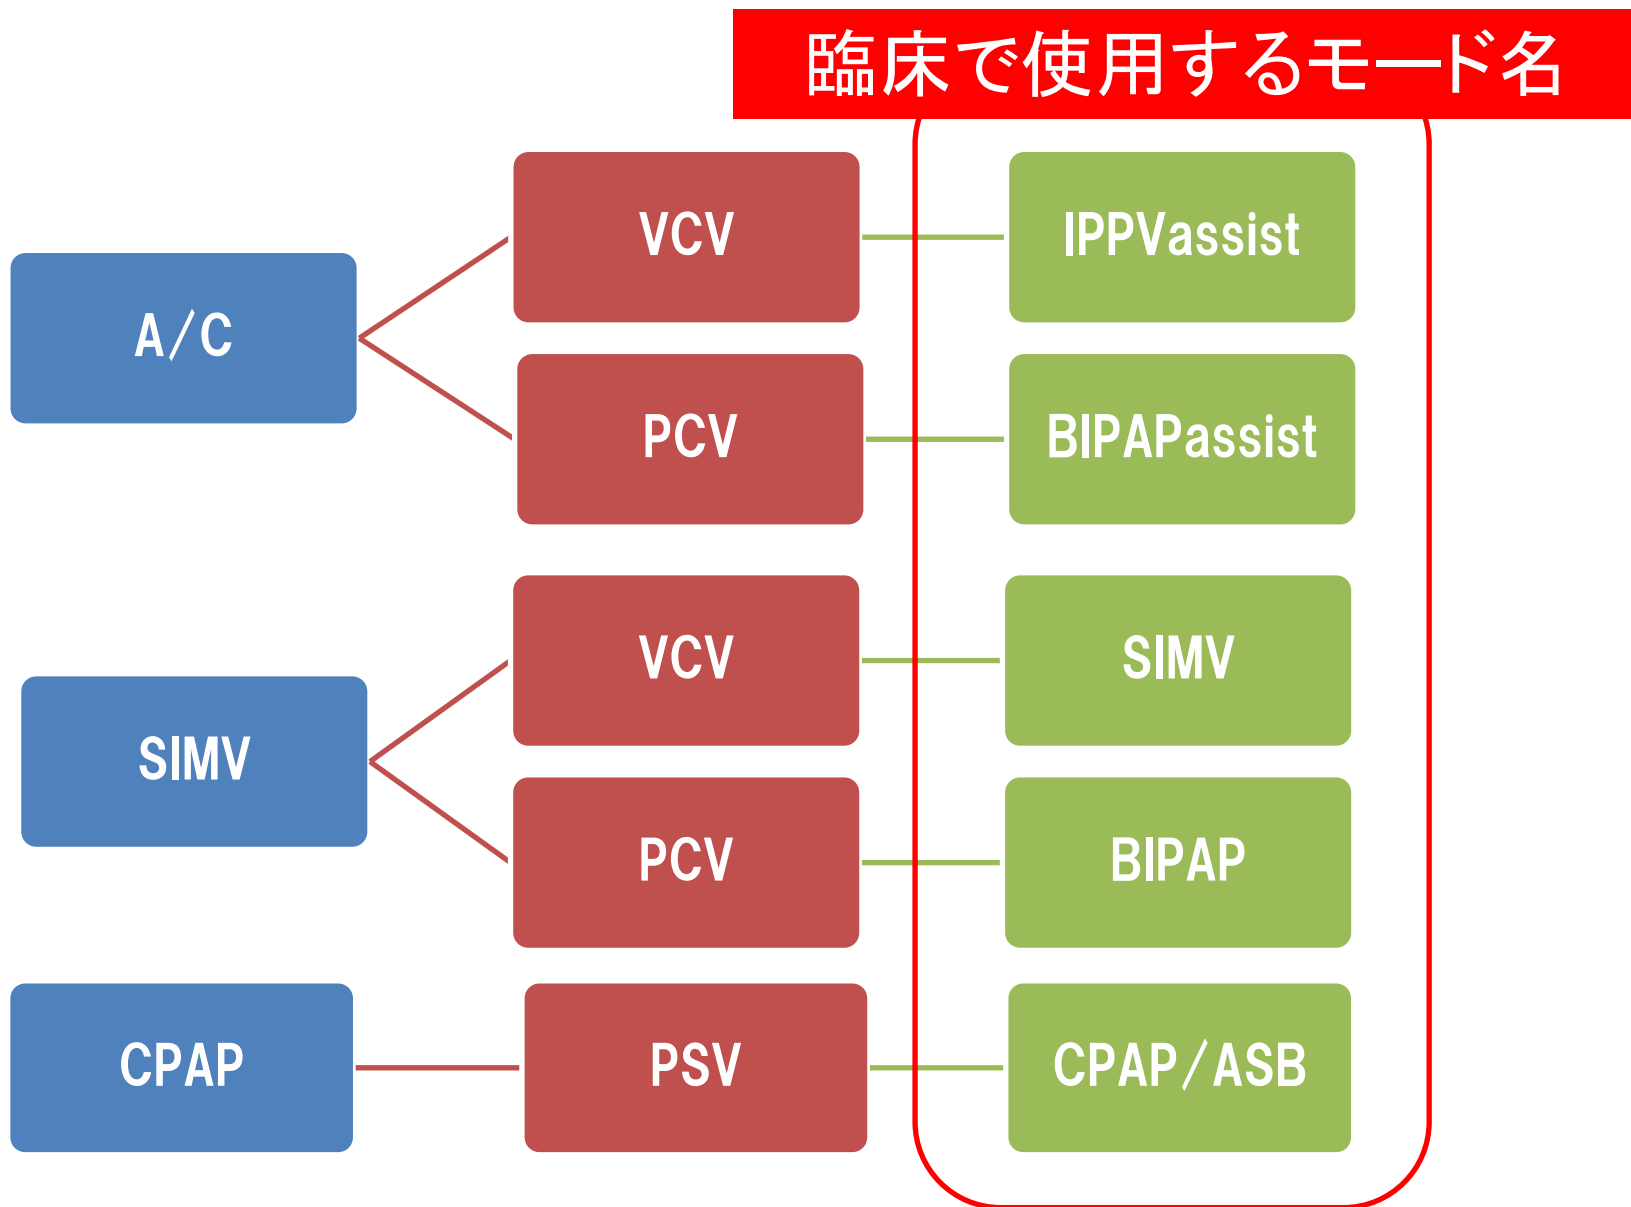 臨床で使用するモード名
A/C
VCV
IPPVassist
PCV
BIPAPassist
SIMV
VCV
SIMV
PCV
BIPAP
CPAP
PSV
CPAP/ASB